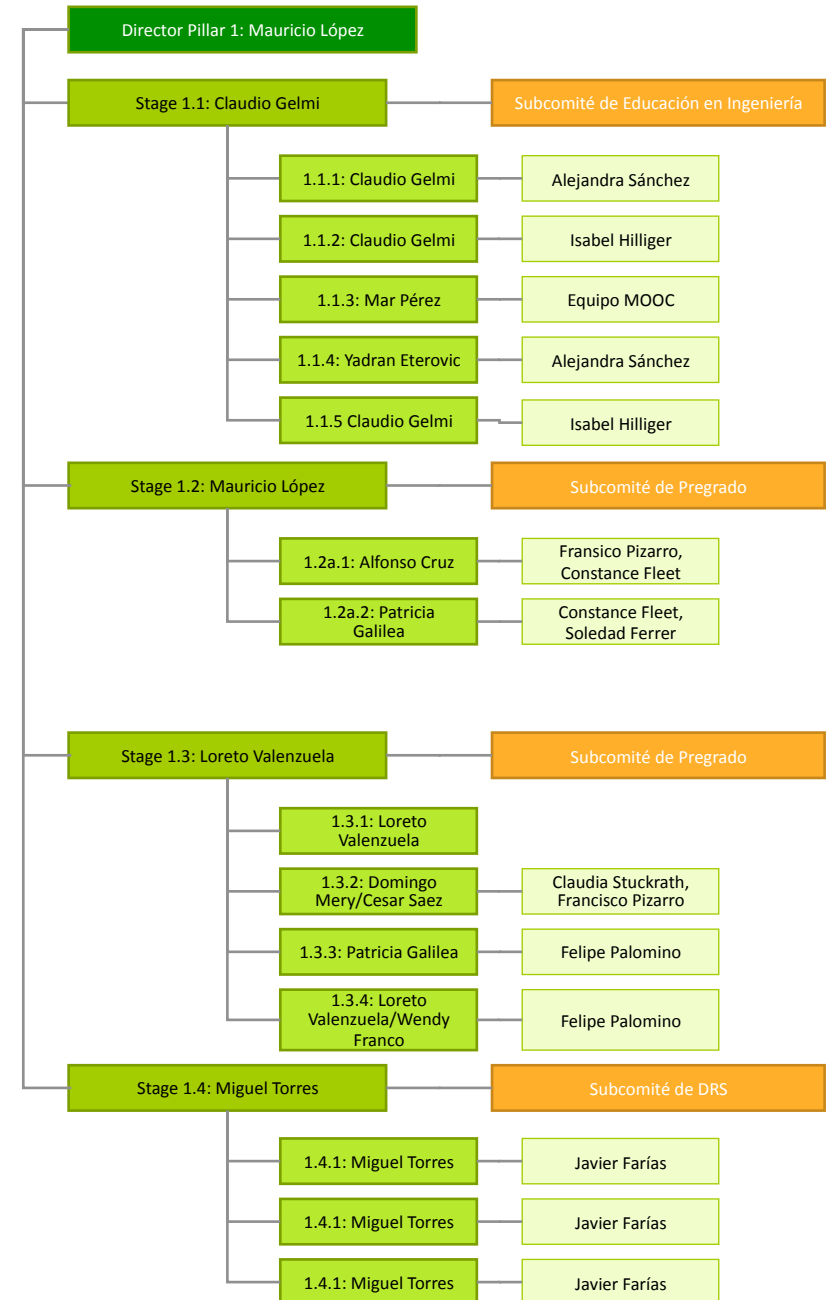 Director Pillar 1: Mauricio López
Stage 1.1: Claudio Gelmi
Subcomité de Educación en Ingeniería
1.1.1: Claudio Gelmi
Alejandra Sánchez
1.1.2: Claudio Gelmi
Isabel Hilliger
1.1.3: Mar Pérez
Equipo MOOC
1.1.4: Yadran Eterovic
Alejandra Sánchez
1.1.5 Claudio Gelmi
Isabel Hilliger
Stage 1.2: Mauricio López
Subcomité de Pregrado
1.2a.1: Alfonso Cruz
Fransico Pizarro,
Constance Fleet
1.2a.2: Patricia
Galilea
Constance Fleet,
Soledad Ferrer
Stage 1.3: Loreto Valenzuela
Subcomité de Pregrado
1.3.1: Loreto
Valenzuela
1.3.2: Domingo
Mery/Cesar Saez
Claudia Stuckrath,
Francisco Pizarro
1.3.3: Patricia Galilea
Felipe Palomino
1.3.4: Loreto
Valenzuela/Wendy
Franco
Felipe Palomino
Stage 1.4: Miguel Torres
Subcomité de DRS
1.4.1: Miguel Torres
Javier Farías
1.4.1: Miguel Torres
Javier Farías
1.4.1: Miguel Torres
Javier Farías